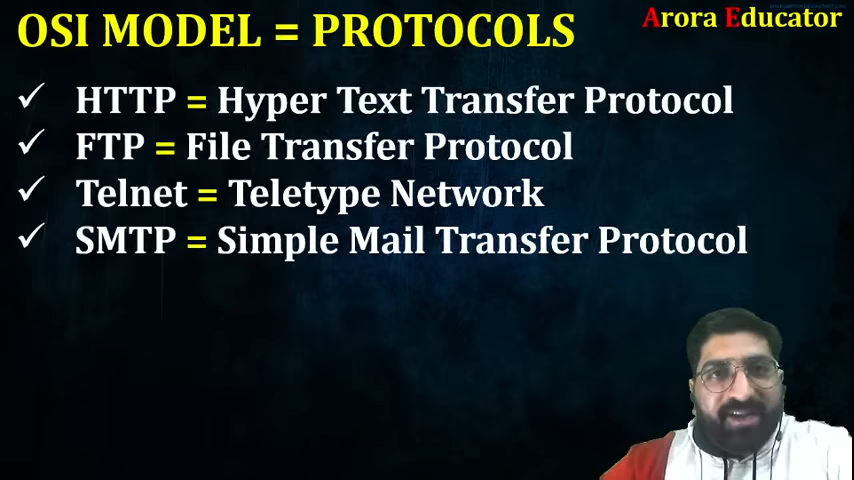 OSI MODEL = PROTOCOLS
Arora Educator
✓ HTTP = Hyper Text Transfer Protocol
✓ FTP = File Transfer Protocol
✓ Telnet = Teletype Network
✓ SMTP = Simple Mail Transfer Protocol